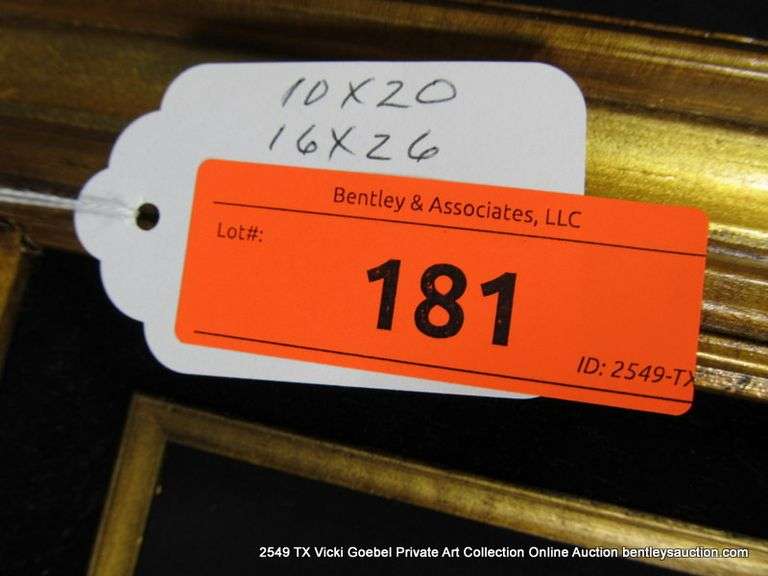 10X20
16X26
Bentley & Associates, LLC
Lot#:
181
ID: 2549-TX
2549 TX Vicki Goebel Private Art Collection Online Auction bentleysauction.com